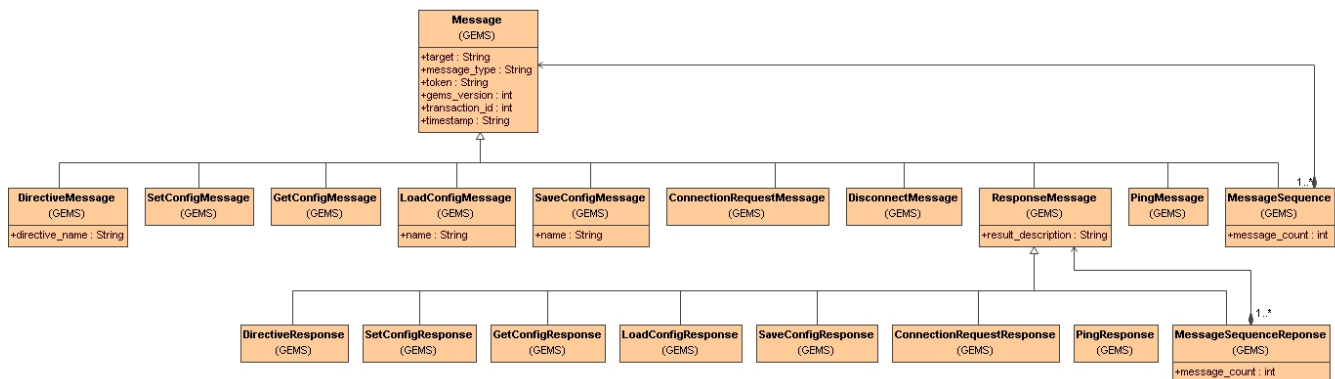 Message
(GEMS)
+target : String
+message_type : String
+token : String
+gems_version : int
+transaction_id : int
+timestamp : String
DirectiveMessage
(GEMS)
+directive_name : String
SetConfigMessage
(GEMS)
GetConfigMessage
(GEMS)
LoadConfigMessage
(GEMS)
+name : String
SaveConfigMessage
(GEMS)
+name : String
ConnectionRequestMessage
(GEMS)
DisconnectMessage
(GEMS)
ResponseMessage
(GEMS)
+result_description : String
PingMessage
(GEMS)
1..*
MessageSequence
(GEMS)
+message_count : int
DirectiveResponse
(GEMS)
SetConfigResponse
(GEMS)
GetConfigResponse
(GEMS)
LoadConfigResponse
(GEMS)
SaveConfigResponse
(GEMS)
ConnectionRequestResponse
(GEMS)
PingResponse
(GEMS)
1..*
MessageSequenceReponse
(GEMS)
+message_count : int